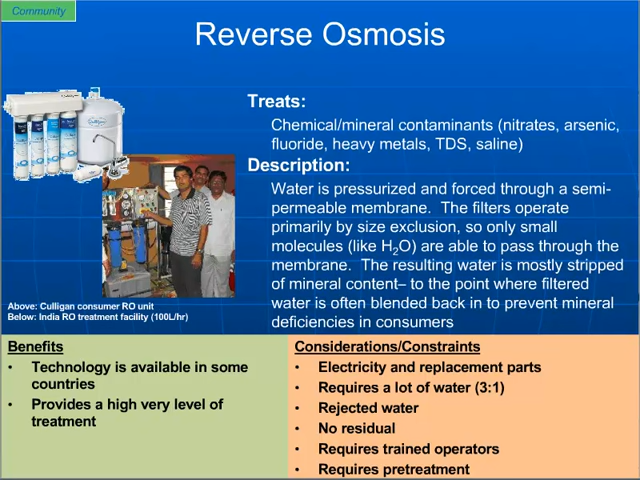 Community
Reverse Osmosis
Treats:
Chemical/mineral contaminants (nitrates, arsenic,
fluoride, heavy metals, TDS, saline)
Description:
Water is pressurized and forced through a semi-
permeable membrane.  The filters operate
primarily by size exclusion, so only small
molecules (like H₂O) are able to pass through the
membrane.  The resulting water is mostly stripped
of mineral content– to the point where filtered
water is often blended back in to prevent mineral
deficiencies in consumers
Above: Culligan consumer RO unit
Below: India RO treatment facility (100L/hr)
Benefits
• Technology is available in some
countries
• Provides a high very level of
treatment
Considerations/Constraints
• Electricity and replacement parts
• Requires a lot of water (3:1)
• Rejected water
• No residual
• Requires trained operators
• Requires pretreatment